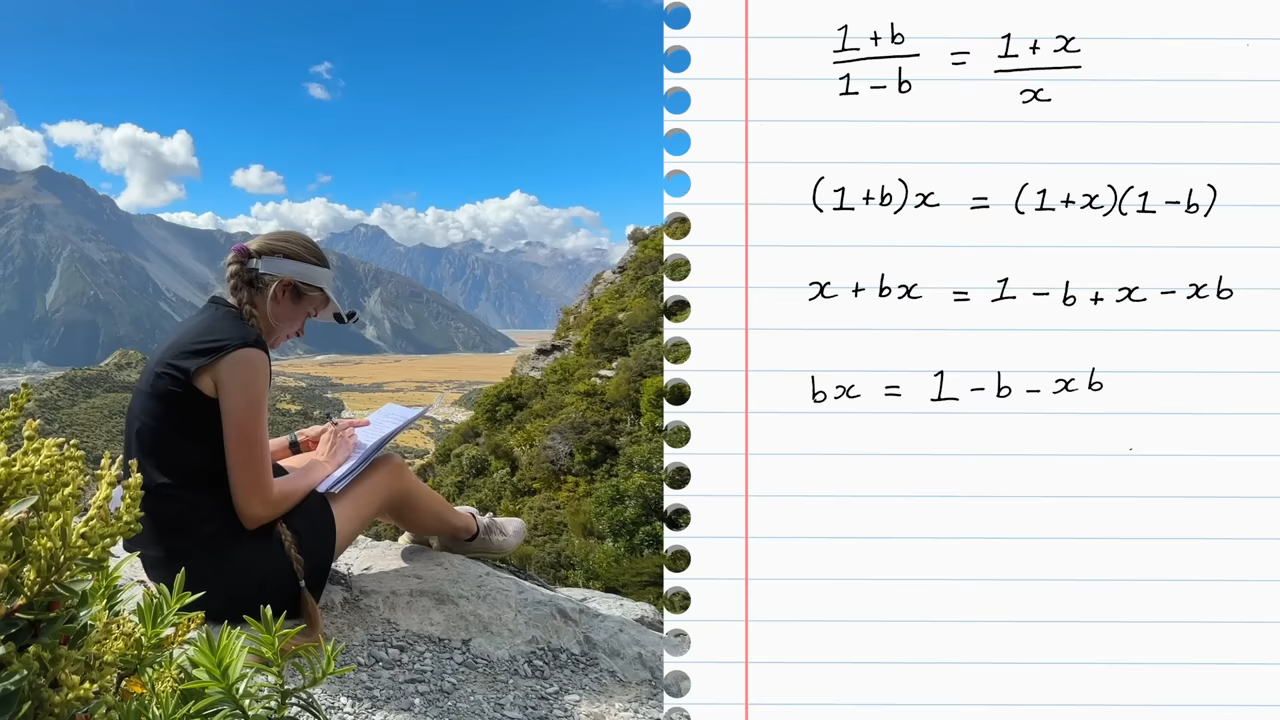 (1+b)/(1-b) = (1+x)/x
(1+b)x = (1+x)(1-b)
x + bx = 1 - b + x - xb
bx = 1 - b - xb